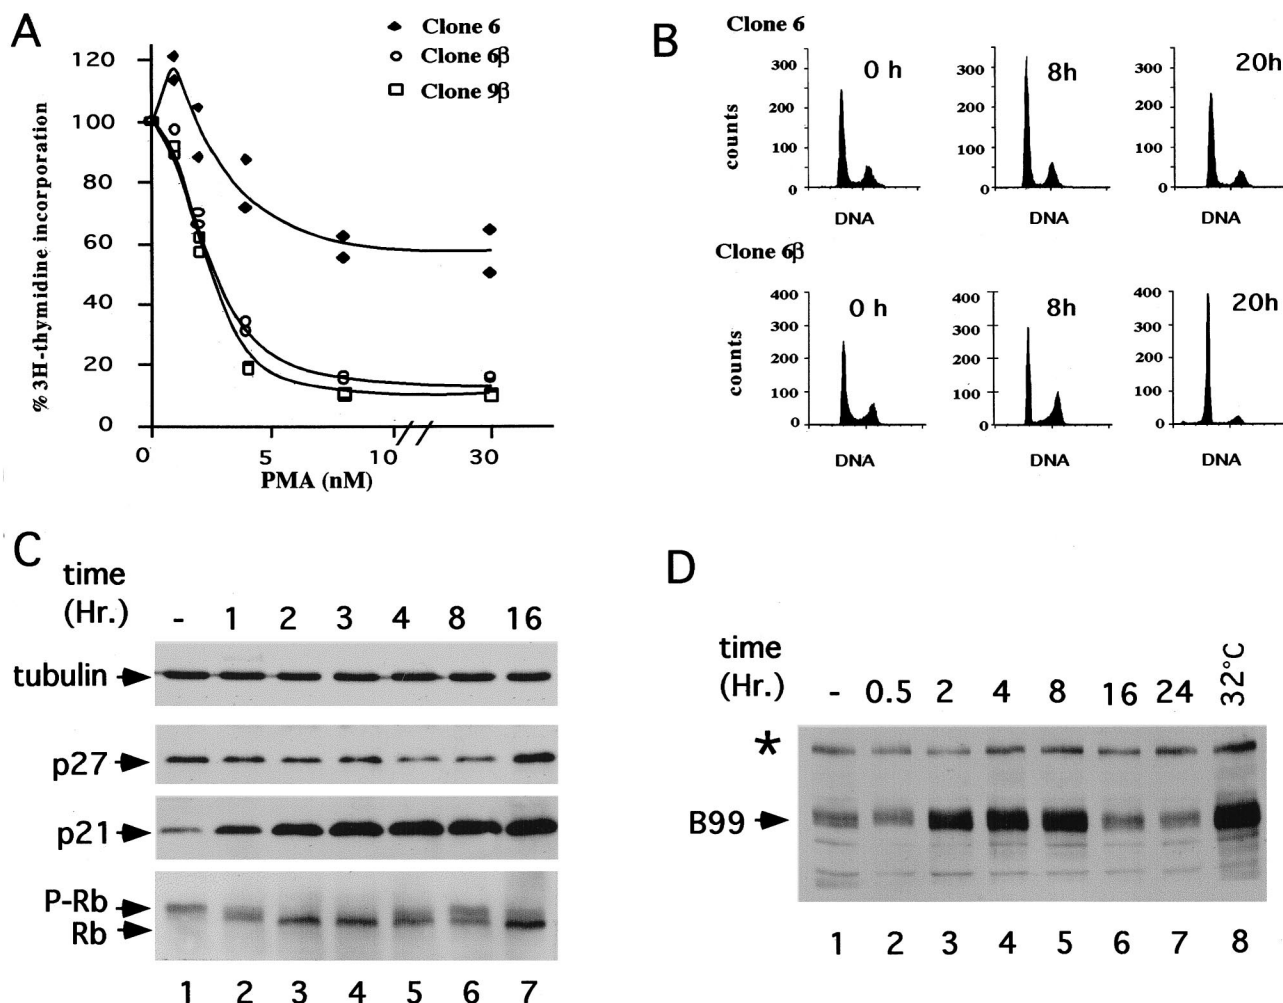 A
Clone 6
Clone 6β
Clone 9β
%3H-thymidine incorporation
120
100
80
60
40
20
0
0 5 10 30
PMA (nM)
B
Clone 6
counts
300
200
100
0
0 h
DNA
300
200
100
0
8h
DNA
300
200
100
0
20h
DNA
Clone 6β
counts
400
300
200
100
0
0 h
DNA
400
300
200
100
0
8h
DNA
400
300
200
100
0
20h
DNA
C
time
(Hr.)
- 1 2 3 4 8 16
tubulin
p27
p21
P-Rb
Rb
1 2 3 4 5 6 7
D
time
(Hr.)
- 0.5 2 4 8 16 24 32°C
*
B99
1 2 3 4 5 6 7 8